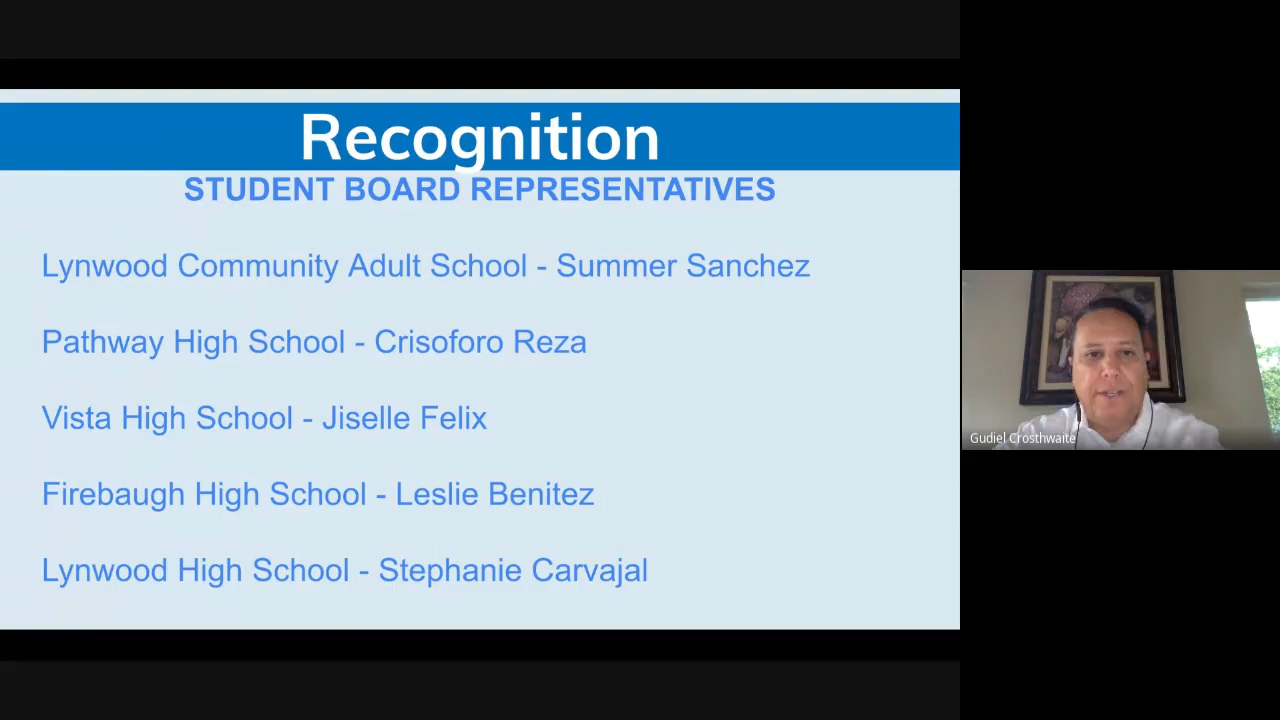 Recognition
STUDENT BOARD REPRESENTATIVES
Lynwood Community Adult School - Summer Sanchez
Pathway High School - Crisoforo Reza
Vista High School - Jiselle Felix
Firebaugh High School - Leslie Benitez
Lynwood High School - Stephanie Carvajal
Gudiel Crosthwaite